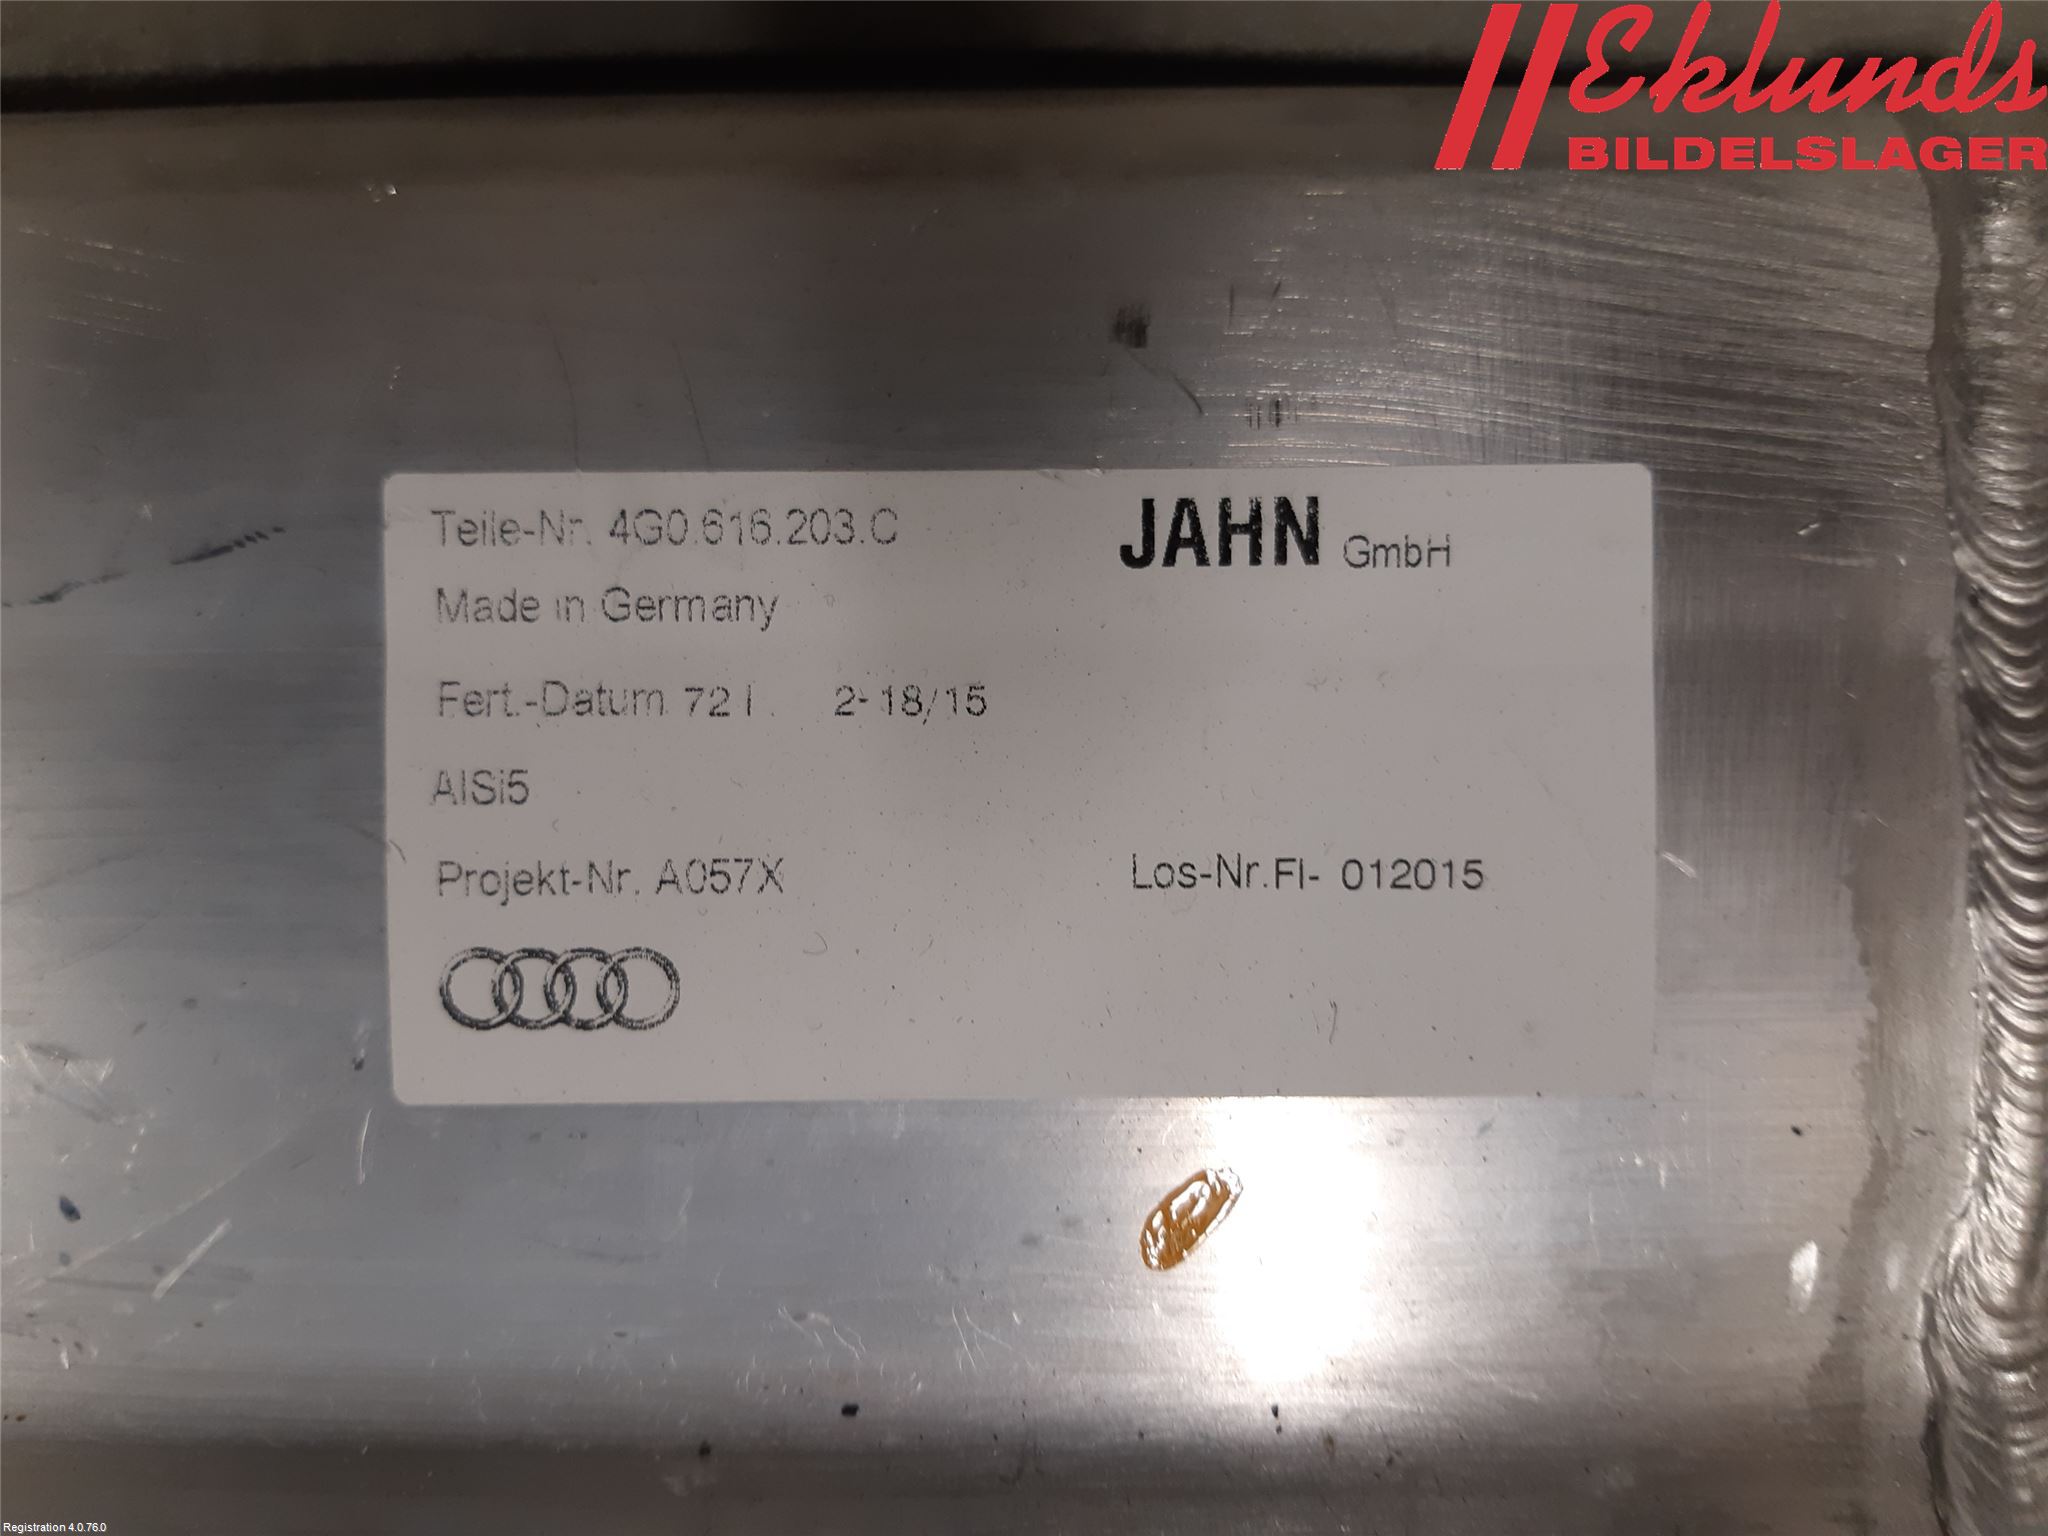 Eklunds
BILDELSLAGER
Teile-Nr. 4G0.616.203.C
JAHN GmbH
Made in Germany
Fert.-Datum 72 I. 2-18/15
AlSi5
Projekt-Nr. A057X
Los-Nr.FI- 012015
Registration 4.0.76.0